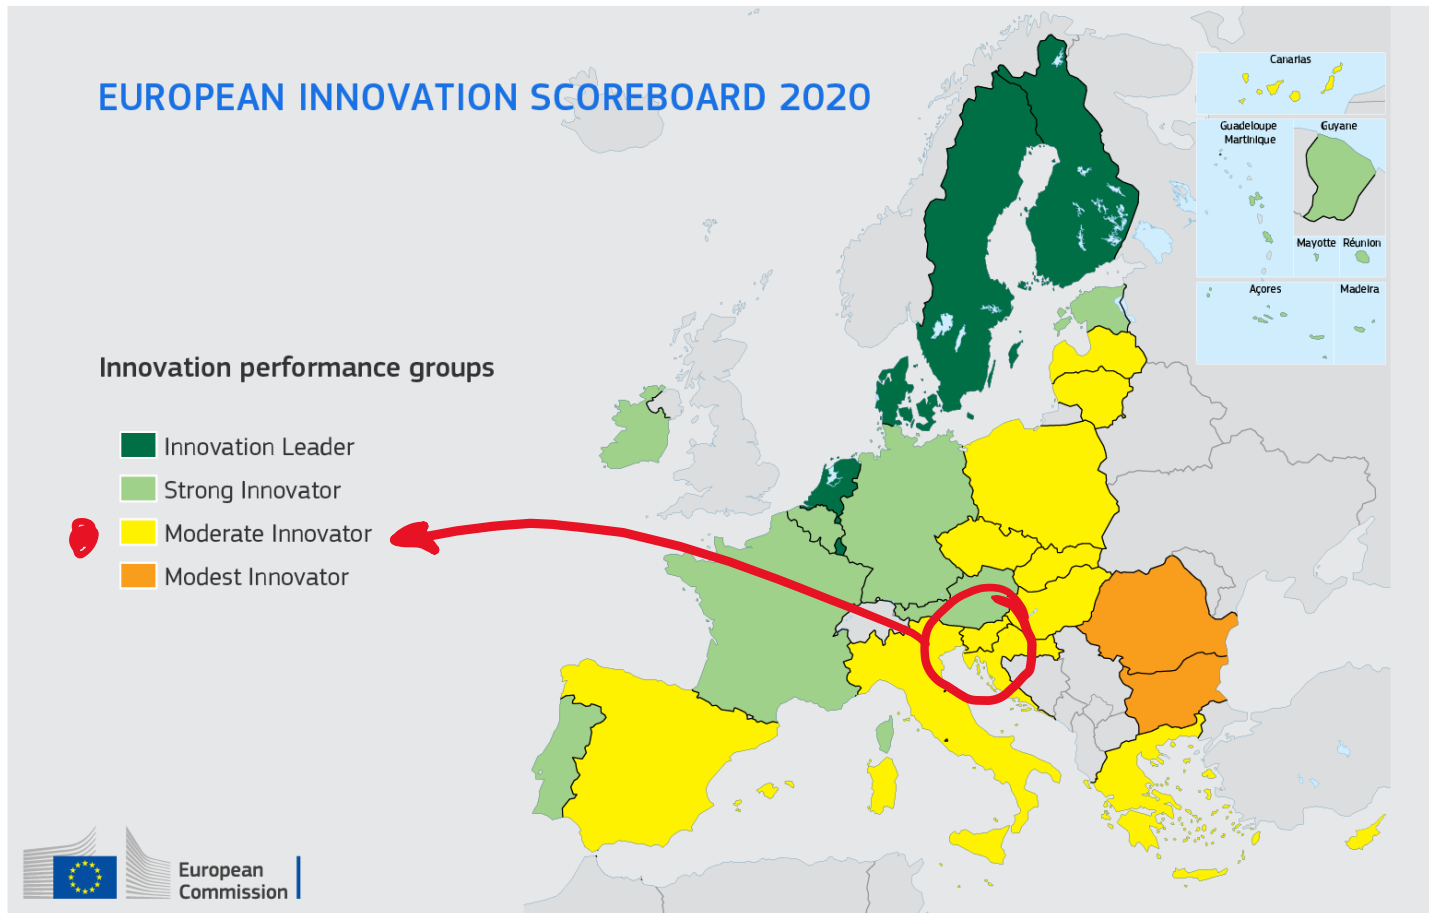 EUROPEAN INNOVATION SCOREBOARD 2020
Canarias
Guadeloupe
Martinique
Guyane
Mayotte
Réunion
Açores
Madeira
Innovation performance groups
Innovation Leader
Strong Innovator
Moderate Innovator
Modest Innovator
European
Commission